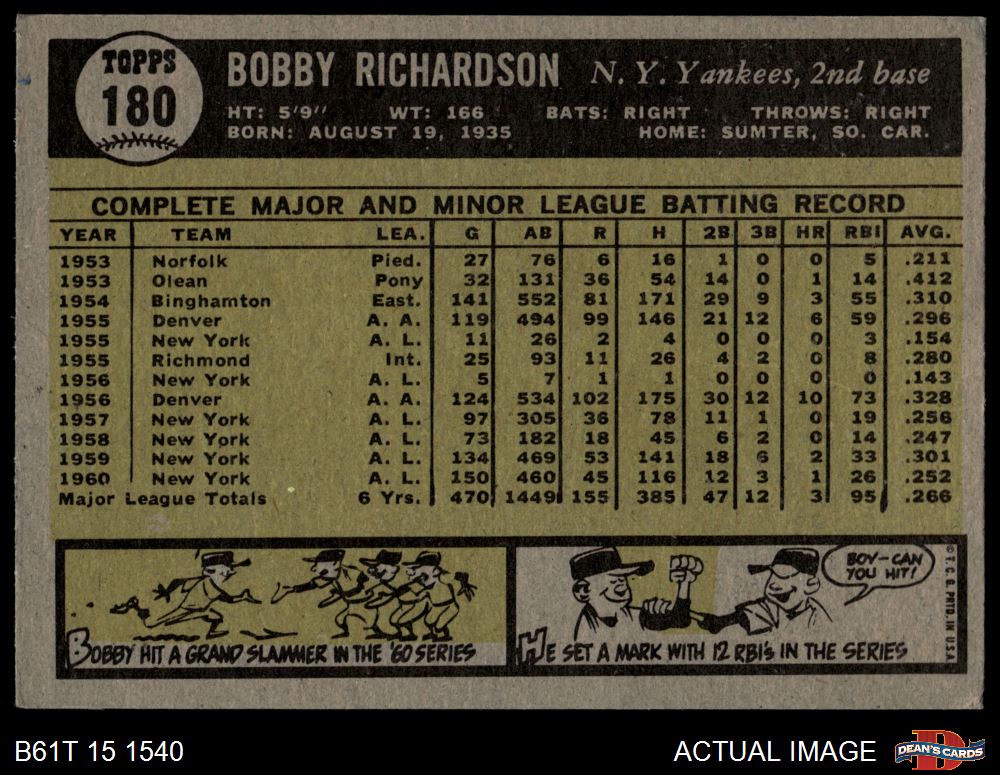 TOPPS
180
BOBBY RICHARDSON N. Y. Yankees, 2nd base
HT: 5'9" WT: 166 BATS: RIGHT THROWS: RIGHT
BORN: AUGUST 19, 1935 HOME: SUMTER, SO. CAR.
COMPLETE MAJOR AND MINOR LEAGUE BATTING RECORD
YEAR TEAM LEA. G AB R H 2B 3B HR RBI AVG.
1953 Norfolk Pied. 27 76 6 16 1 0 0 5 .211
1953 Olean Pony 32 131 36 54 14 0 1 14 .412
1954 Binghamton East. 141 552 81 171 29 9 3 55 .310
1955 Denver A. A. 119 494 99 146 21 12 6 59 .296
1955 New York A. L. 11 26 2 4 0 0 0 3 .154
1955 Richmond Int. 25 93 11 26 4 2 0 8 .280
1956 New York A. L. 5 7 1 1 0 0 0 0 .143
1956 Denver A. A. 124 534 102 175 30 12 10 73 .328
1957 New York A. L. 97 305 36 78 11 1 0 19 .256
1958 New York A. L. 73 182 18 45 6 2 0 14 .247
1959 New York A. L. 134 469 53 141 18 6 2 33 .301
1960 New York A. L. 150 460 45 116 12 3 1 26 .252
Major League Totals 6 Yrs. 470 1449 155 385 47 12 3 95 .266
BOBBY HIT A GRAND SLAMMER IN THE '60 SERIES
BOY-CAN
YOU HIT!
HE SET A MARK WITH 12 RBI'S IN THE SERIES
© T. C. G. PRTD. IN U.S.A.
B61T 15 1540
ACTUAL IMAGE
DEAN'S CARDS